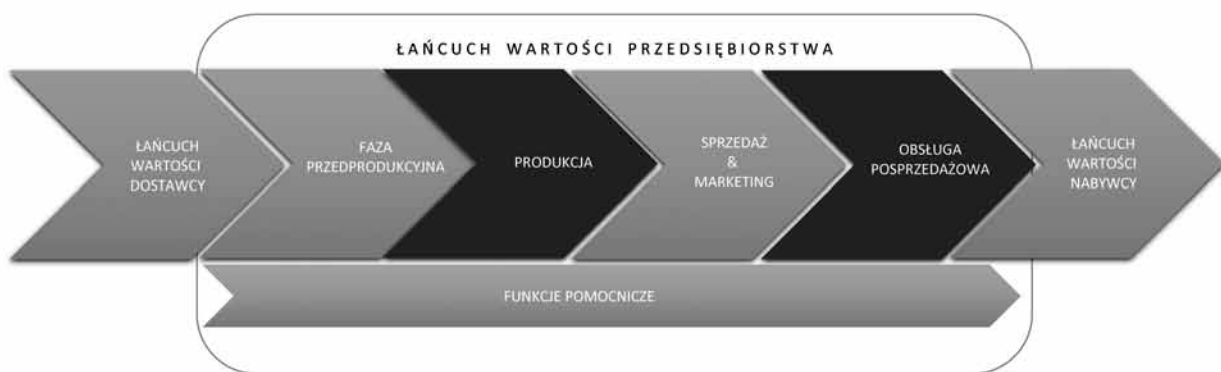 ŁAŃCUCH WARTOŚCI PRZEDSIĘBIORSTWA
ŁAŃCUCH
WARTOŚCI
DOSTAWCY
FAZA
PRZEDPRODUKCYJNA
PRODUKCJA
SPRZEDAŻ
&
MARKETING
OBSŁUGA
POSPRZEDAŻOWA
ŁAŃCUCH
WARTOŚCI
NABYWCY
FUNKCJE POMOCNICZE